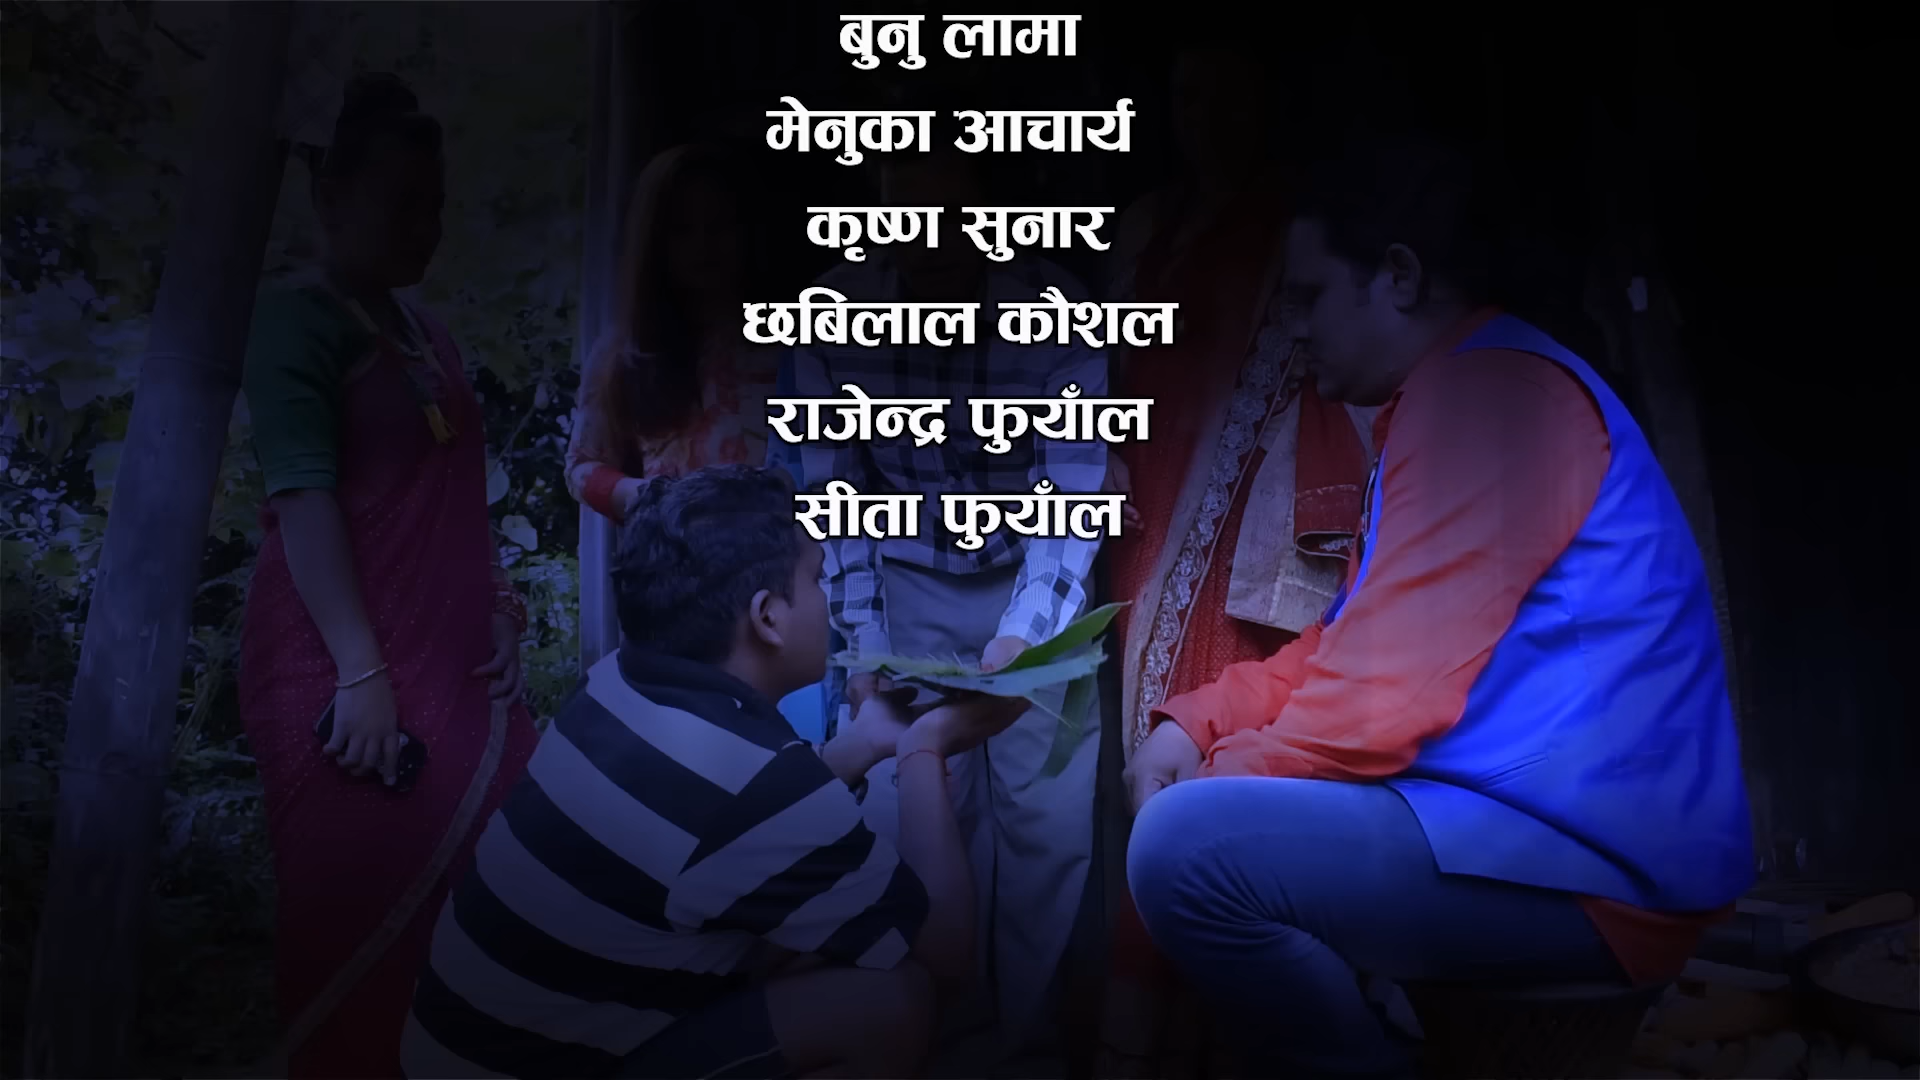 बुनु लामा
मेनुका आचार्य
कृष्ण सुनार
छबिलाल कौशल
राजेन्द्र फुयाँल
सीता फुयाँल